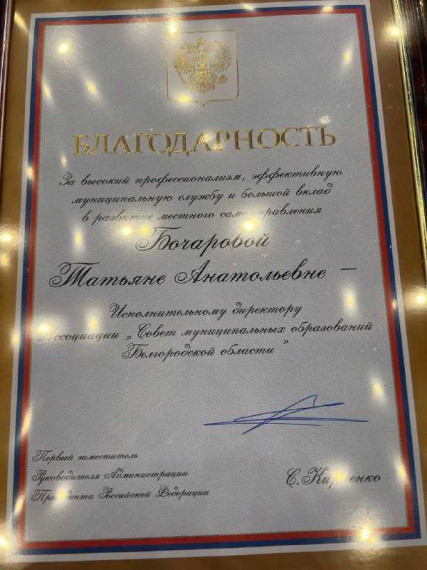 БЛАГОДАРНОСТЬ
За высокий профессионализм, эффективную
муниципальную службу и большой вклад
в развитие местного самоуправления
Бочаровой
Татьяне Анатольевне –
Исполнительному директору
Ассоциации „Совет муниципальных образований
Белгородской области"
Первый заместитель
Руководителя Администрации
Президента Российской Федерации
С.Кириенко